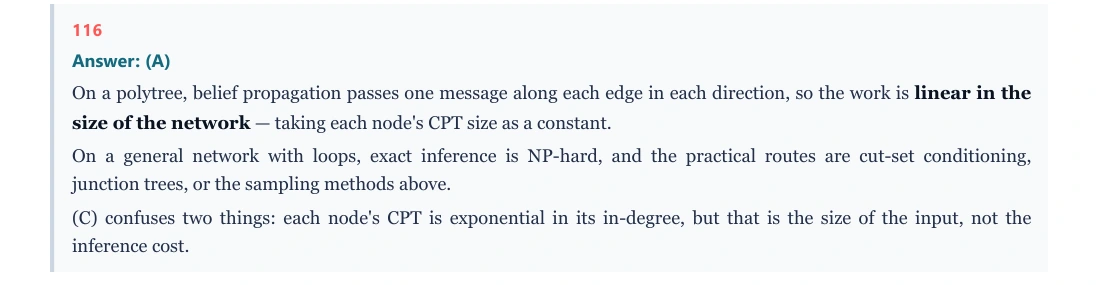 116
Answer: (A)
On a polytree, belief propagation passes one message along each edge in each direction, so the work is linear in the
size of the network — taking each node's CPT size as a constant.
On a general network with loops, exact inference is NP-hard, and the practical routes are cut-set conditioning,
junction trees, or the sampling methods above.
(C) confuses two things: each node's CPT is exponential in its in-degree, but that is the size of the input, not the
inference cost.